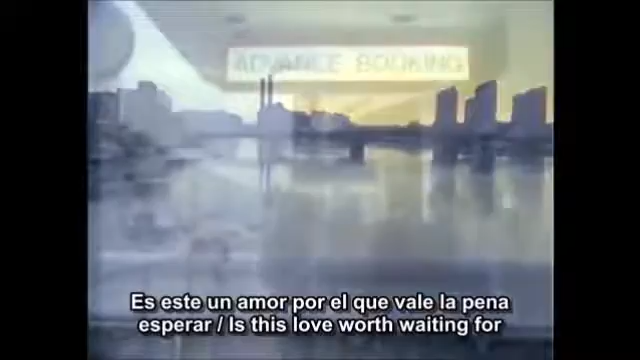 ADVANCE BOOKING
Es este un amor por el que vale la pena
esperar / Is this love worth waiting for